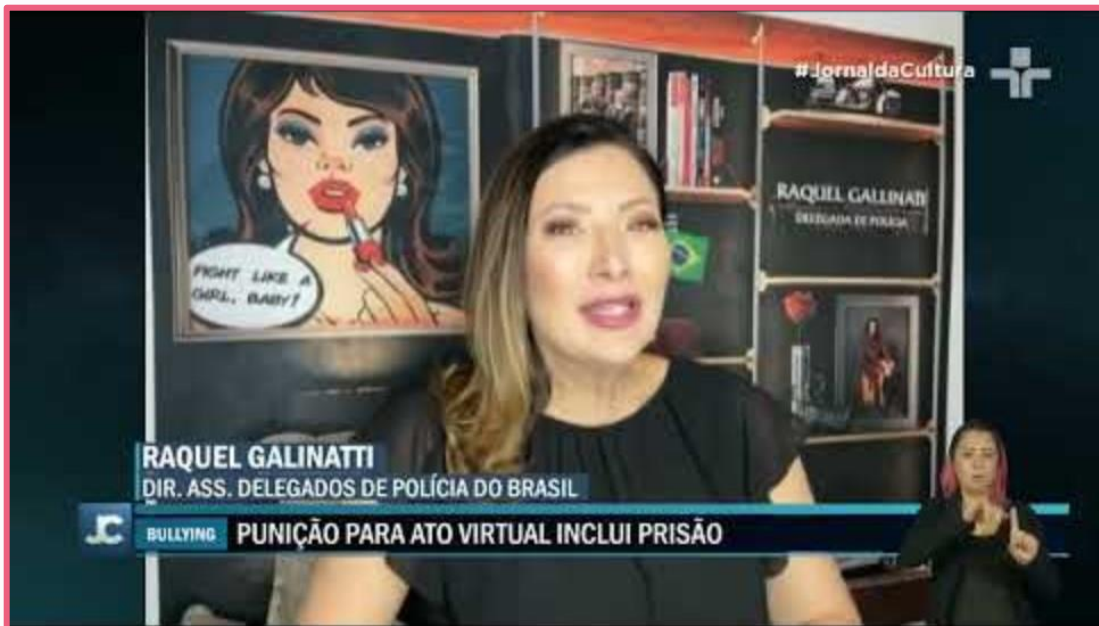 #JornaldaCultura
RAQUEL GALLINATI
DELEGADA DE POLÍCIA
FIGHT LIKE A
GIRL, BABY!
RAQUEL GALINATTI
DIR. ASS. DELEGADOS DE POLÍCIA DO BRASIL
JC
BULLYING
PUNIÇÃO PARA ATO VIRTUAL INCLUI PRISÃO